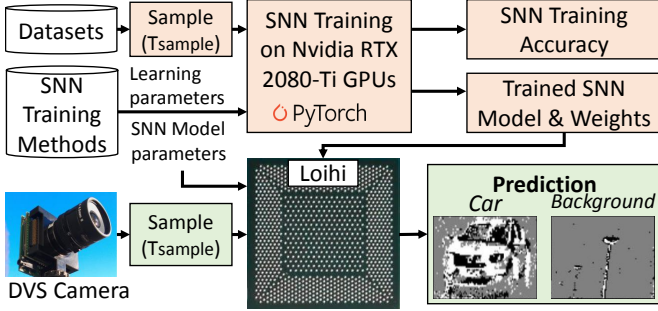 Datasets
Sample
(Tsample)
SNN Training
on Nvidia RTX
2080-Ti GPUs
PyTorch
SNN Training
Accuracy
SNN
Training
Methods
Learning
parameters
Trained SNN
Model & Weights
SNN Model
parameters
Loihi
Sample
(Tsample)
DVS Camera
Prediction
Car
Background